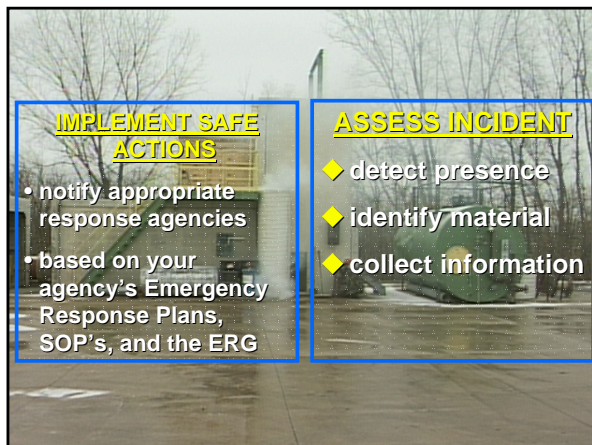 IMPLEMENT SAFE
ACTIONS
• notify appropriate
response agencies
• based on your
agency's Emergency
Response Plans,
SOP's, and the ERG
ASSESS INCIDENT
◆ detect presence
◆ identify material
◆ collect information